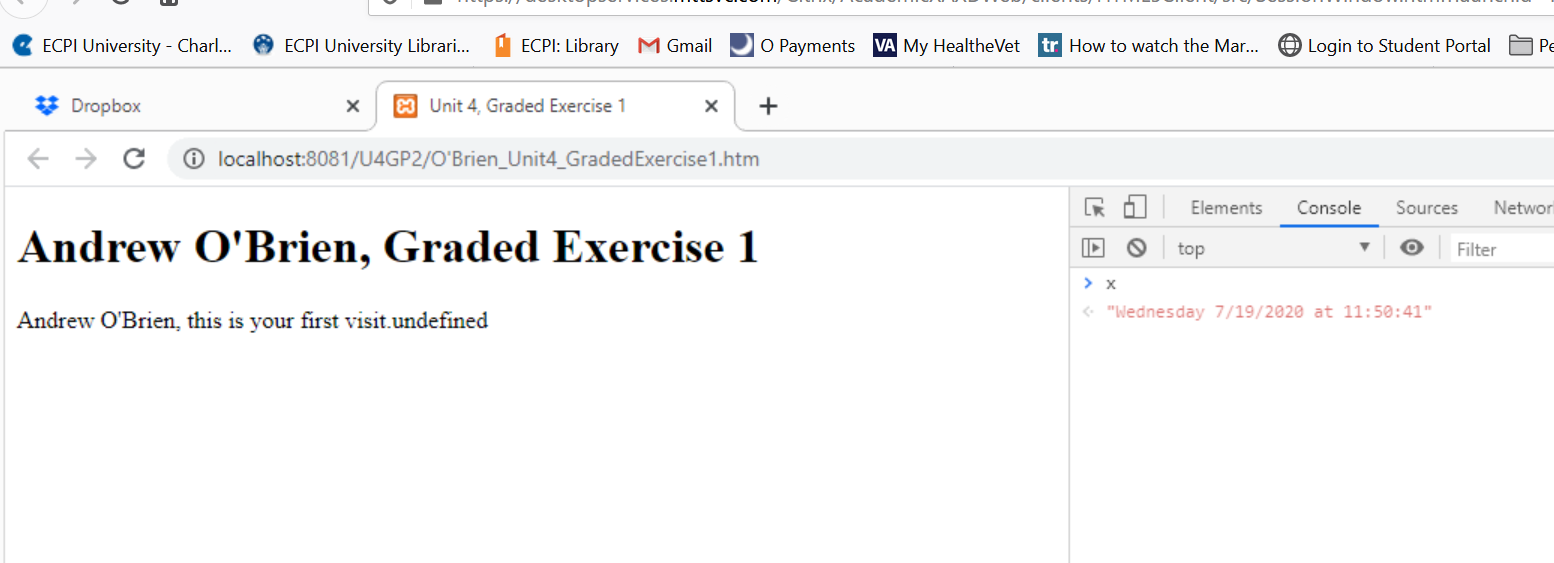 ECPI University - Charl... ECPI University Librari... ECPI: Library Gmail O Payments VA My HealtheVet tr. How to watch the Mar... Login to Student Portal
Dropbox Unit 4, Graded Exercise 1
localhost:8081/U4GP2/O'Brien_Unit4_GradedExercise1.htm
Elements Console Sources Networ
top Filter
Andrew O'Brien, Graded Exercise 1
Andrew O'Brien, this is your first visit.undefined
> x
"Wednesday 7/19/2020 at 11:50:41"